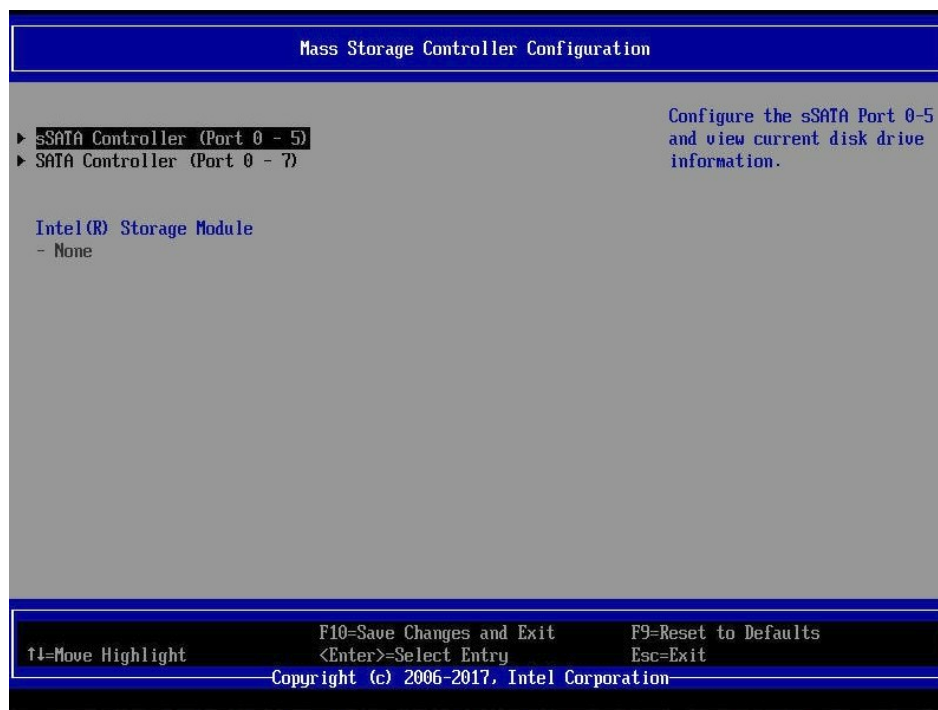 Mass Storage Controller Configuration
sSATA Controller (Port 0 - 5)
SATA Controller (Port 0 - 7)
Configure the sSATA Port 0-5
and view current disk drive
information.
Intel(R) Storage Module
- None
F10=Save Changes and Exit
F9=Reset to Defaults
↑↓=Move Highlight
<Enter>=Select Entry
Esc=Exit
Copyright (c) 2006-2017, Intel Corporation